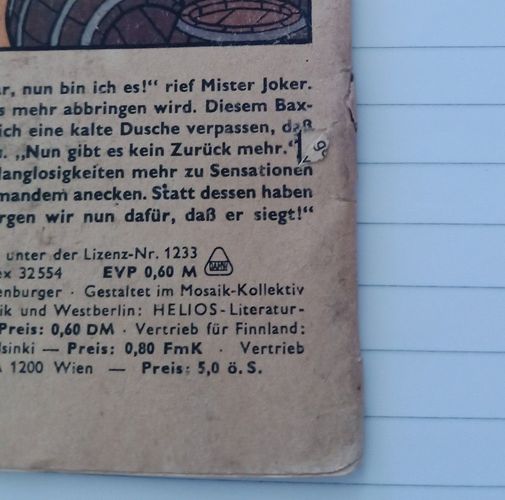 r, nun bin ich es!“ rief Mister Joker.
s mehr abbringen wird. Diesem Bax-
ich eine kalte Dusche verpassen, daß
. „Nun gibt es kein Zurück mehr.“
langlosigkeiten mehr zu Sensationen
mandem anecken. Statt dessen haben
rgen wir nun dafür, daß er siegt!“
unter der Lizenz-Nr. 1233
ex 32554 EVP 0,60 M
enburger · Gestaltet im Mosaik-Kollektiv
ik und Westberlin: HELIOS-Literatur-
Preis: 0,60 DM · Vertrieb für Finnland:
lsinki — Preis: 0,80 FmK · Vertrieb
1200 Wien — Preis: 5,0 ö. S.